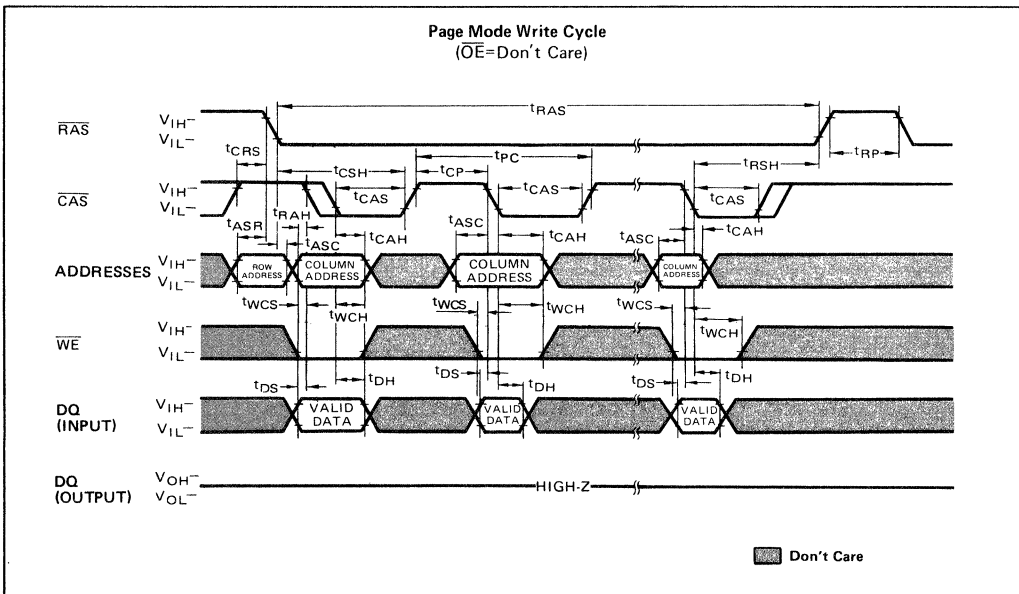 Page Mode Write Cycle
(OE=Don't Care)
RAS
VIH-
VIL-
tRAS
tCRS
tCSH
tPC
tCP
tRSH
tRP
CAS
VIH-
VIL-
tCAS
tCAS
tCAS
tRAH
tASR
tASC
tCAH
tASC
tCAH
tASC
tCAH
ADDRESSES
VIH-
VIL-
ROW ADDRESS
COLUMN ADDRESS
COLUMN ADDRESS
COLUMN ADDRESS
tWCS
tWCH
tWCS
tWCH
tWCS
tWCH
WE
VIH-
VIL-
tDS
tDH
tDS
tDH
tDS
tDH
DQ
(INPUT)
VIH-
VIL-
VALID DATA
VALID DATA
VALID DATA
DQ
(OUTPUT)
VOH-
VOL-
HIGH-Z
Don't Care